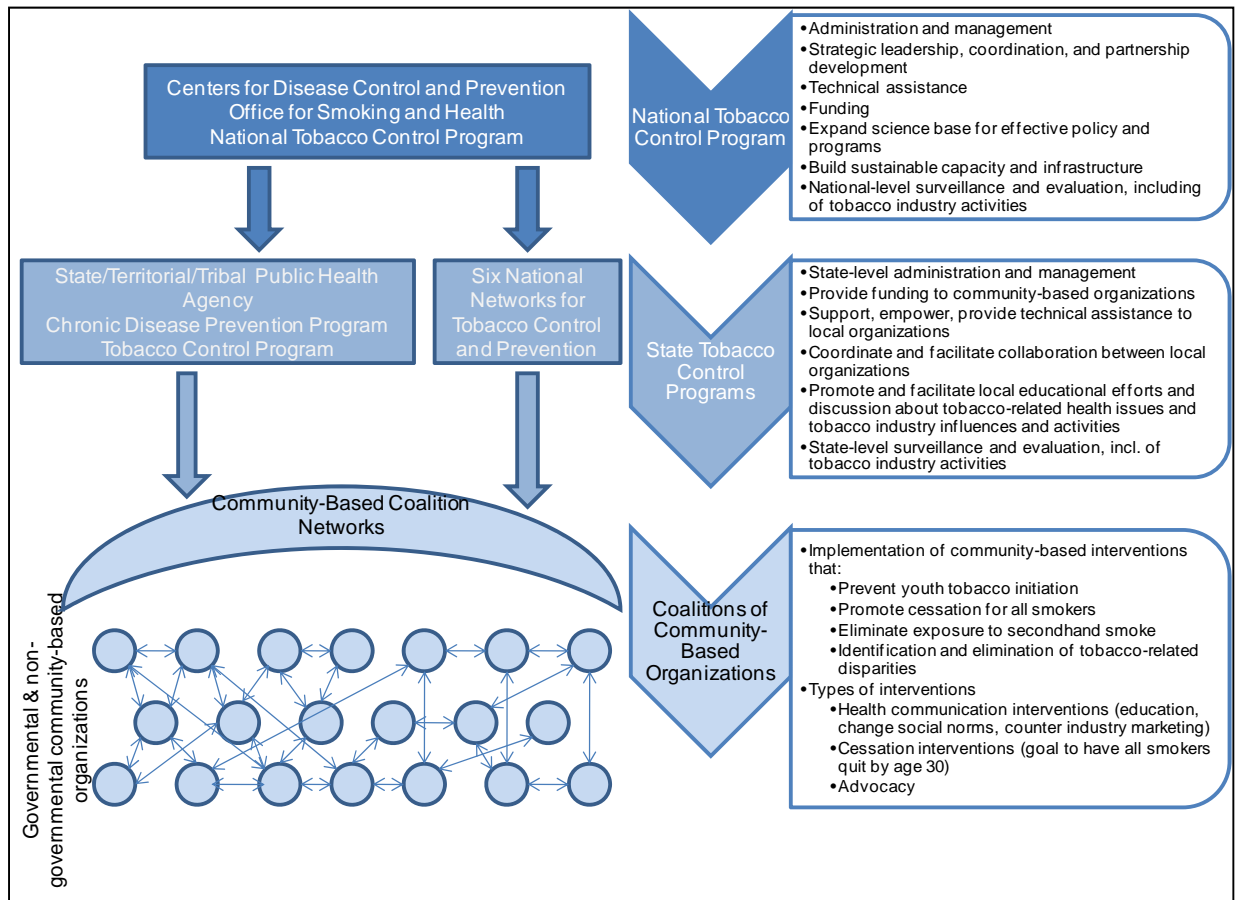 Centers for Disease Control and Prevention
Office for Smoking and Health
National Tobacco Control Program
National Tobacco
Control Program
•Administration and management
•Strategic leadership, coordination, and partnership
development
•Technical assistance
•Funding
•Expand science base for effective policy and
programs
•Build sustainable capacity and infrastructure
•National-level surveillance and evaluation, including
of tobacco industry activities
State/Territorial/Tribal Public Health
Agency
Chronic Disease Prevention Program
Tobacco Control Program
Six National
Networks for
Tobacco Control
and Prevention
State Tobacco
Control
Programs
•State-level administration and management
•Provide funding to community-based organizations
•Support, empower, provide technical assistance to
local organizations
•Coordinate and facilitate collaboration between local
organizations
•Promote and facilitate local educational efforts and
discussion about tobacco-related health issues and
tobacco industry influences and activities
•State-level surveillance and evaluation, incl. of
tobacco industry activities
Community-Based Coalition
Networks
Governmental & non-
governmental community-based
organizations
Coalitions of
Community-
Based
Organizations
•Implementation of community-based interventions
that:
•Prevent youth tobacco initiation
•Promote cessation for all smokers
•Eliminate exposure to secondhand smoke
•Identification and elimination of tobacco-related
disparities
•Types of interventions
•Health communication interventions (education,
change social norms, counter industry marketing)
•Cessation interventions (goal to have all smokers
quit by age 30)
•Advocacy